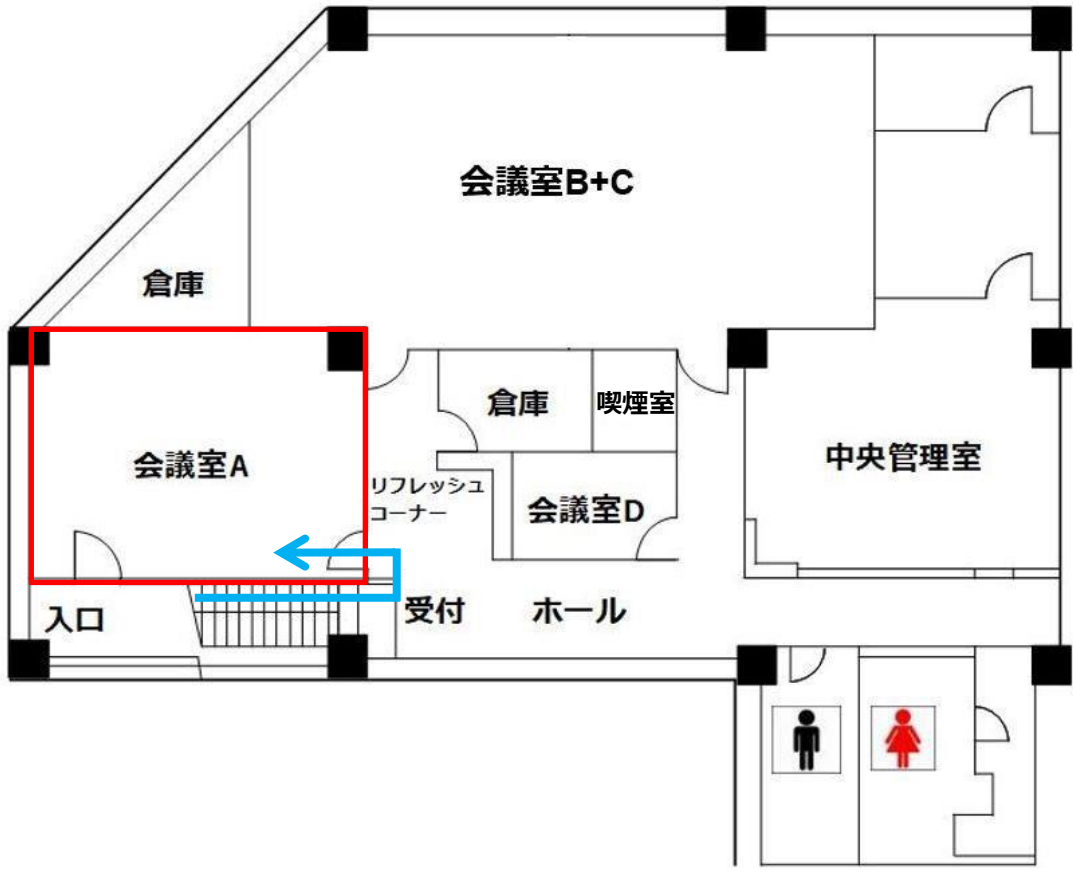 会議室B+C
倉庫
倉庫
喫煙室
会議室A
リフレッシュ
コーナー
会議室D
中央管理室
入口
受付
ホール